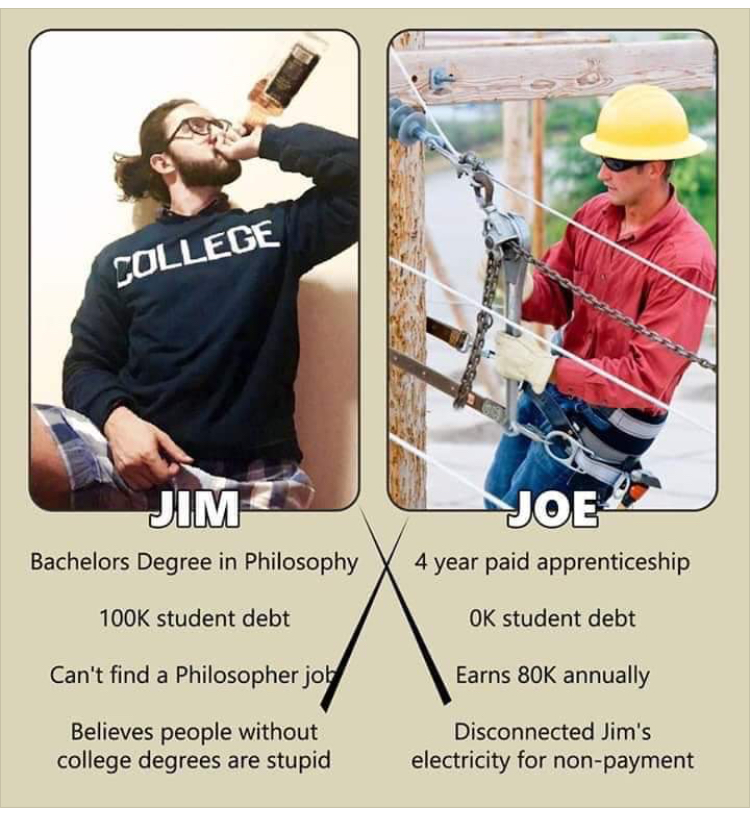 COLLEGE
JIM
Bachelors Degree in Philosophy
100K student debt
Can't find a Philosopher job
Believes people without
college degrees are stupid
JOE
4 year paid apprenticeship
0K student debt
Earns 80K annually
Disconnected Jim's
electricity for non-payment